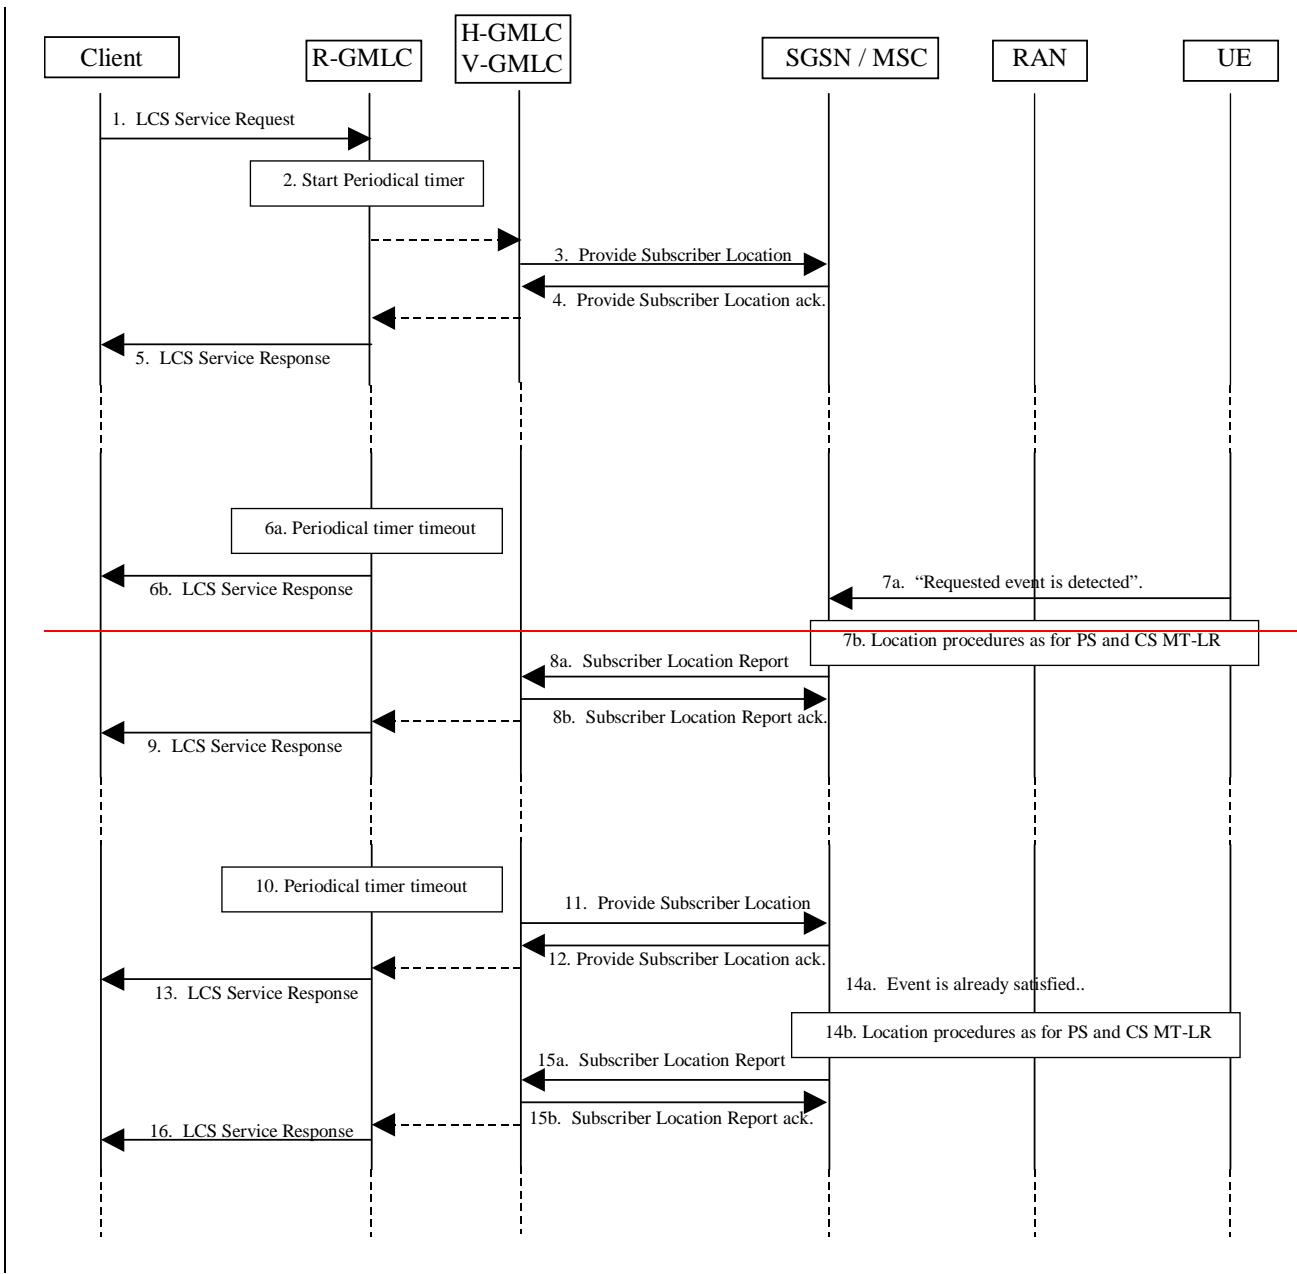 Client
R-GMLC
H-GMLC
V-GMLC
SGSN / MSC
RAN
UE
1. LCS Service Request
2. Start Periodical timer
3. Provide Subscriber Location
4. Provide Subscriber Location ack.
5. LCS Service Response
6a. Periodical timer timeout
6b. LCS Service Response
7a. “Requested event is detected”.
7b. Location procedures as for PS and CS MT-LR
8a. Subscriber Location Report
8b. Subscriber Location Report ack.
9. LCS Service Response
10. Periodical timer timeout
11. Provide Subscriber Location
12. Provide Subscriber Location ack.
13. LCS Service Response
14a. Event is already satisfied..
14b. Location procedures as for PS and CS MT-LR
15a. Subscriber Location Report
15b. Subscriber Location Report ack.
16. LCS Service Response